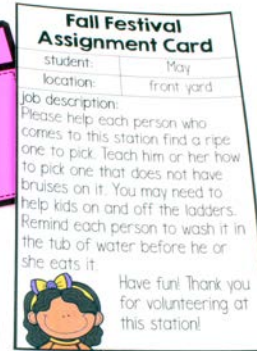 Fall Festival
Assignment Card
student: May
location: front yard
job description:
Please help each person who
comes to this station find a ripe
one to pick. Teach him or her how
to pick one that does not have
bruises on it. You may need to
help kids on and off the ladders.
Remind each person to wash it in
the tub of water before he or
she eats it.
Have fun! Thank you
for volunteering at
this station!